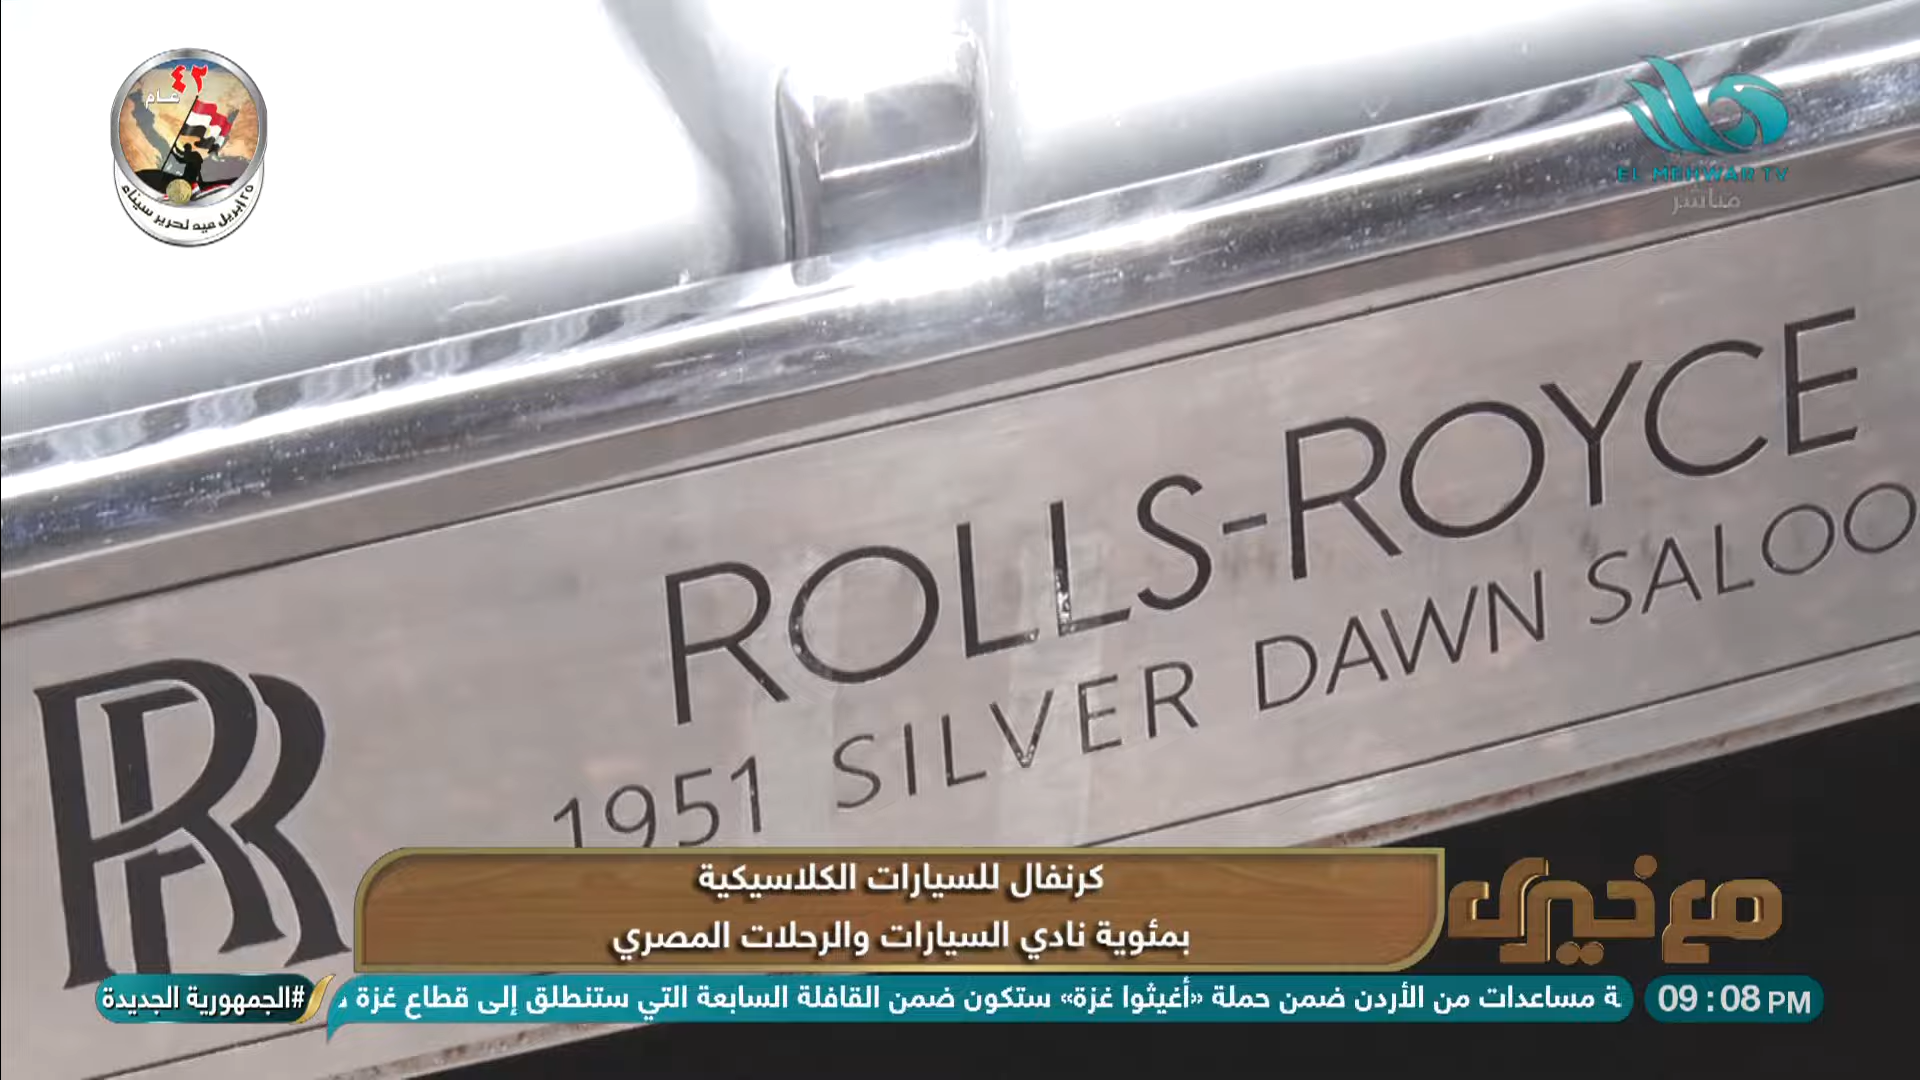 ٤٢
عام
٢٥ ابريل عيد تحرير سيناء
EL MEHWAR TV
مباشر
ROLLS-ROYCE
1951 SILVER DAWN SALOO
RR
كرنفال للسيارات الكلاسيكية
بمئوية نادي السيارات والرحلات المصري
مع خيري
#الجمهورية الجديدة
ـة مساعدات من الأردن ضمن حملة «أغيثوا غزة» ستكون ضمن القافلة السابعة التي ستنطلق إلى قطاع غزة
09:08 PM